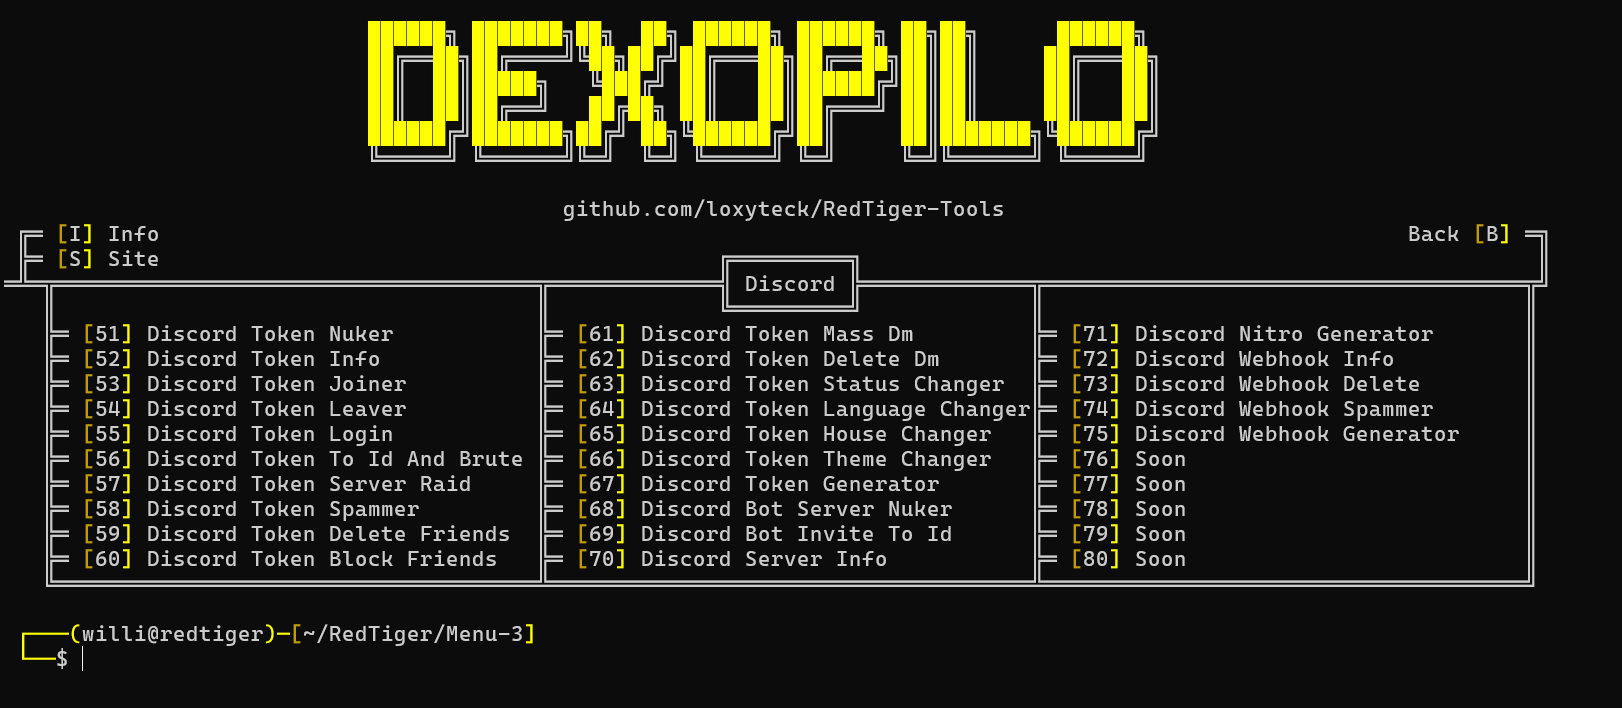 DEXOPILO
github.com/loxyteck/RedTiger-Tools
[I] Info
Back [B]
[S] Site
Discord
[51] Discord Token Nuker [61] Discord Token Mass Dm [71] Discord Nitro Generator
[52] Discord Token Info [62] Discord Token Delete Dm [72] Discord Webhook Info
[53] Discord Token Joiner [63] Discord Token Status Changer [73] Discord Webhook Delete
[54] Discord Token Leaver [64] Discord Token Language Changer [74] Discord Webhook Spammer
[55] Discord Token Login [65] Discord Token House Changer [75] Discord Webhook Generator
[56] Discord Token To Id And Brute [66] Discord Token Theme Changer [76] Soon
[57] Discord Token Server Raid [67] Discord Token Generator [77] Soon
[58] Discord Token Spammer [68] Discord Bot Server Nuker [78] Soon
[59] Discord Token Delete Friends [69] Discord Bot Invite To Id [79] Soon
[60] Discord Token Block Friends [70] Discord Server Info [80] Soon
(willi@redtiger)-[~/RedTiger/Menu-3]
$